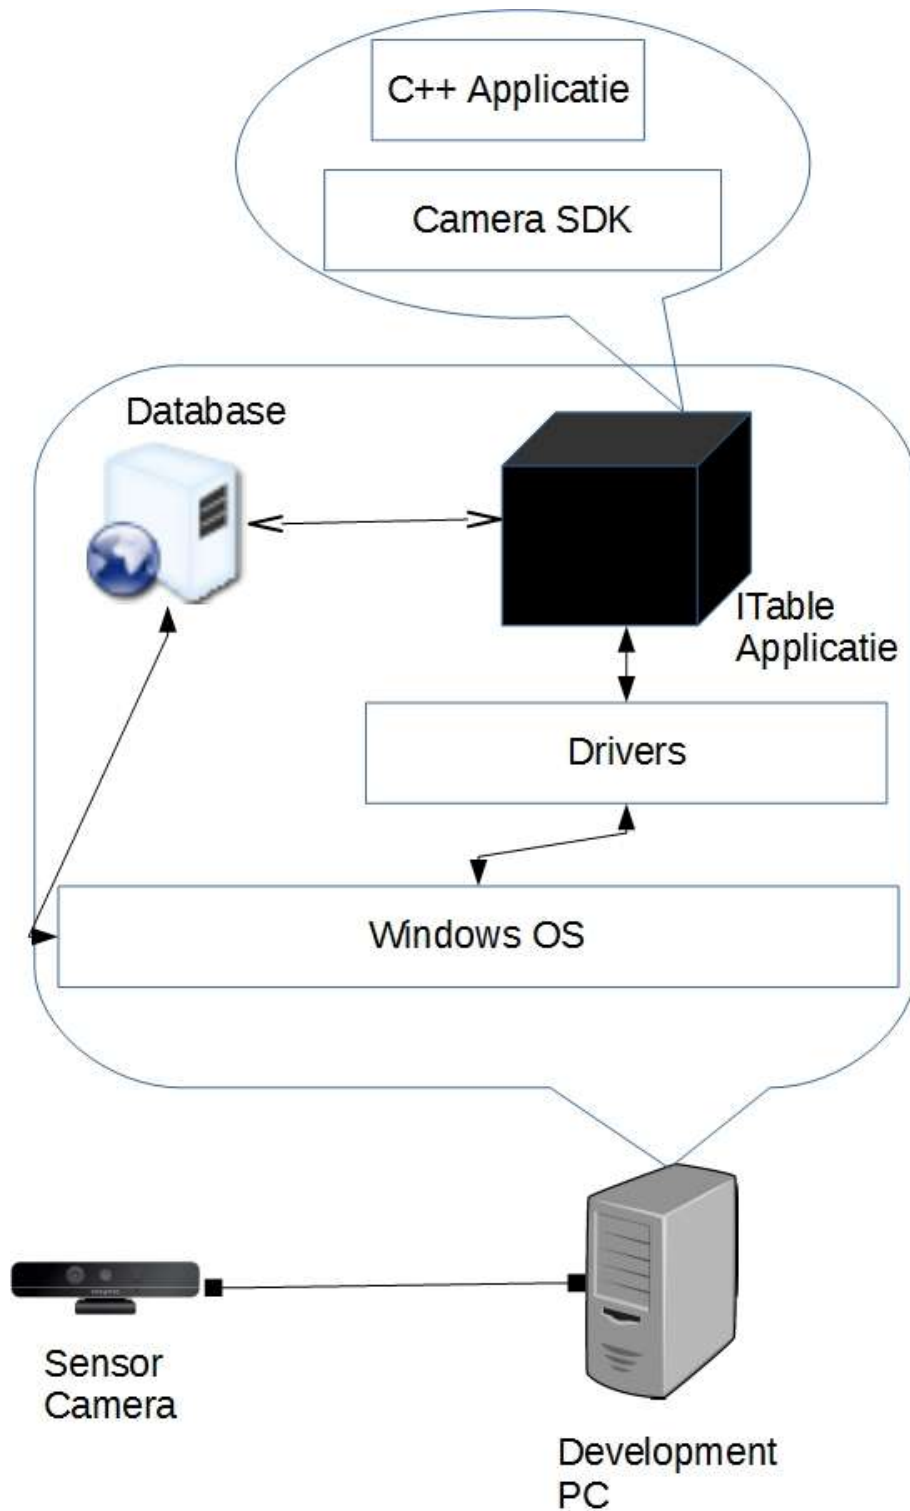 C++ Applicatie
Camera SDK
Database
ITable
Applicatie
Drivers
Windows OS
Sensor
Camera
Development
PC